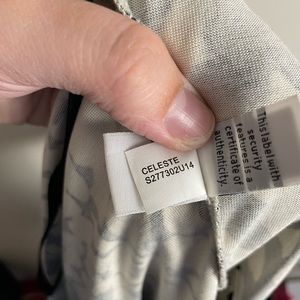 CELESTE
S277302U14
This label with
security
features is a
certificate of
authenticity.